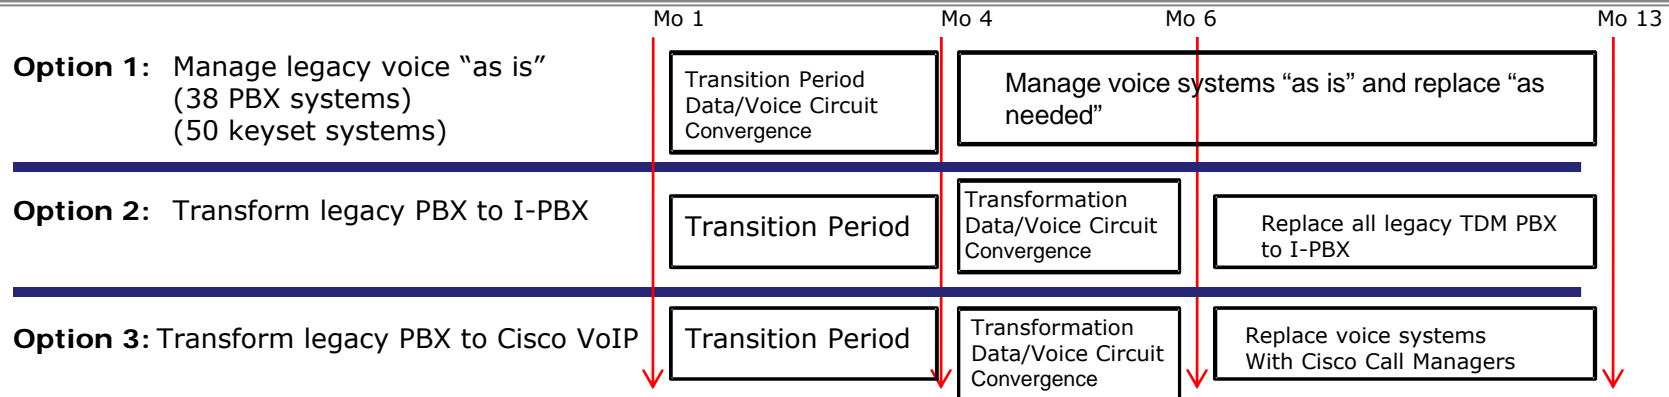 Mo 1 Mo 4 Mo 6 Mo 13
Option 1: Manage legacy voice “as is”
(38 PBX systems)
(50 keyset systems)
Transition Period
Data/Voice Circuit
Convergence
Manage voice systems “as is” and replace “as
needed”
Option 2: Transform legacy PBX to I-PBX
Transition Period
Transformation
Data/Voice Circuit
Convergence
Replace all legacy TDM PBX
to I-PBX
Option 3: Transform legacy PBX to Cisco VoIP
Transition Period
Transformation
Data/Voice Circuit
Convergence
Replace voice systems
With Cisco Call Managers